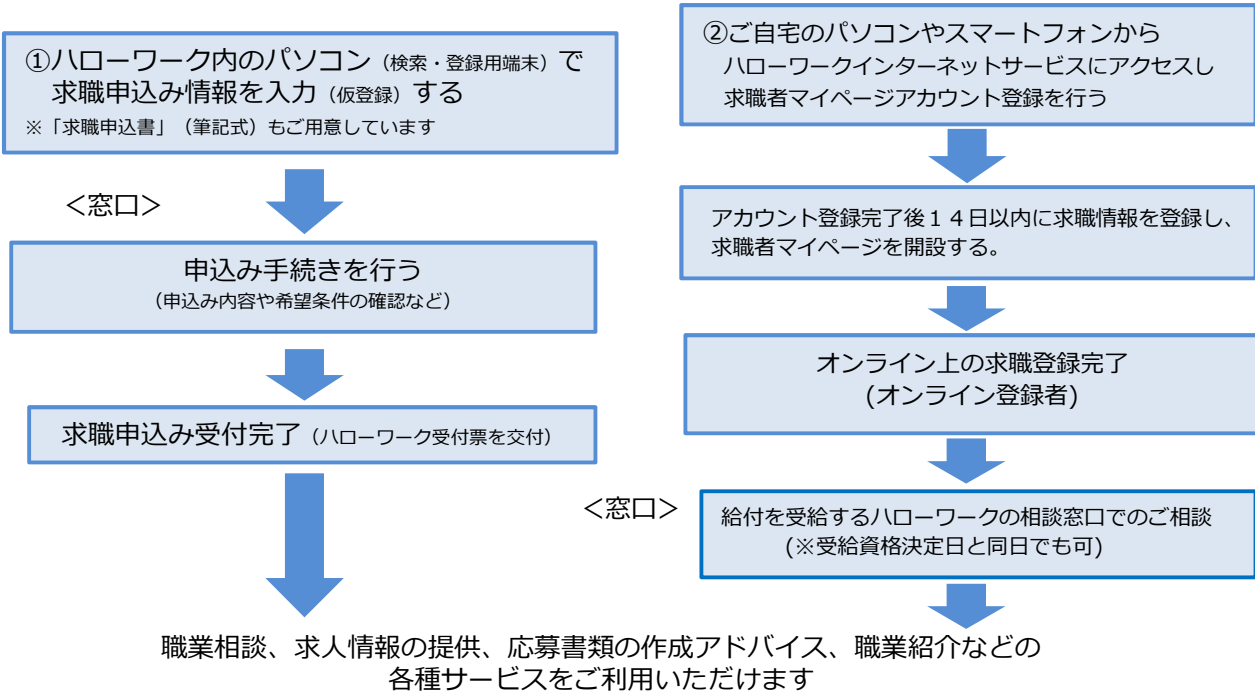 ①ハローワーク内のパソコン（検索・登録用端末）で
求職申込み情報を入力（仮登録）する
※「求職申込書」（筆記式）もご用意しています
＜窓口＞
申込み手続きを行う
（申込み内容や希望条件の確認など）
求職申込み受付完了（ハローワーク受付票を交付）
②ご自宅のパソコンやスマートフォンから
ハローワークインターネットサービスにアクセスし
求職者マイページアカウント登録を行う
アカウント登録完了後１４日以内に求職情報を登録し、
求職者マイページを開設する。
オンライン上の求職登録完了
(オンライン登録者)
＜窓口＞
給付を受給するハローワークの相談窓口でのご相談
(※受給資格決定日と同日でも可)
職業相談、求人情報の提供、応募書類の作成アドバイス、職業紹介などの
各種サービスをご利用いただけます